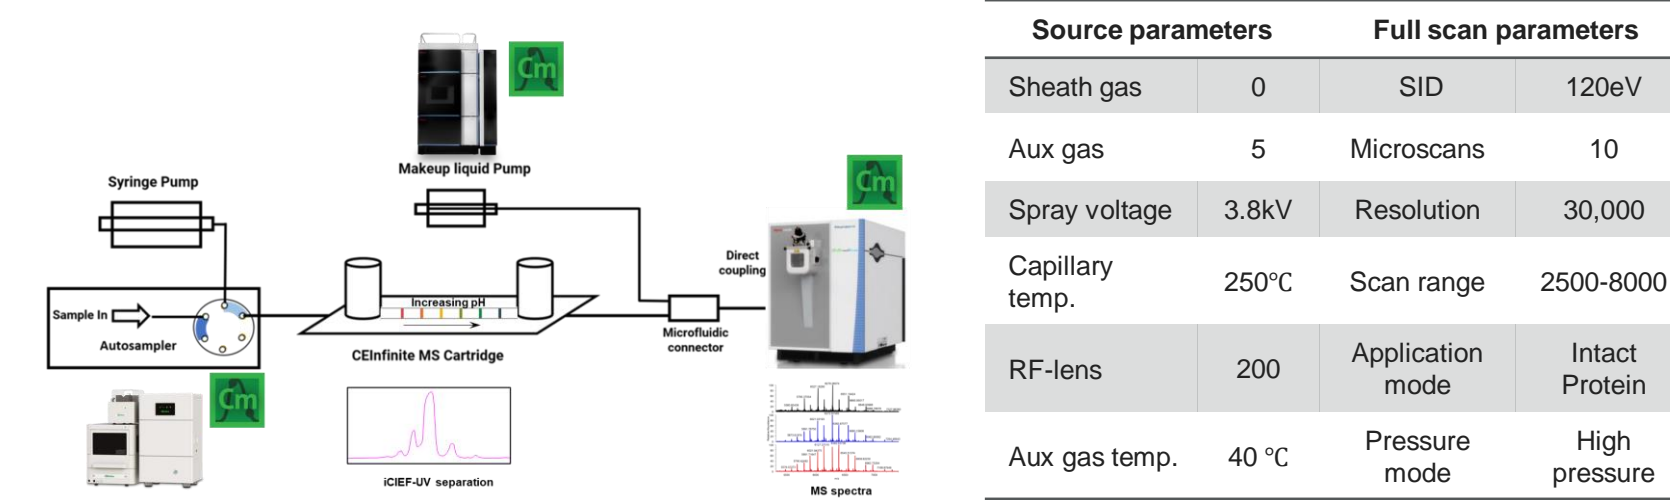 Cm
Makeup liquid Pump
Syringe Pump
Cm
Direct
coupling
Sample In
Autosampler
Increasing pH
CEInfinite MS Cartridge
Microfluidic
connector
Cm
iCIEF-UV separation
MS spectra
Source parameters Full scan parameters
Sheath gas 0 SID 120eV
Aux gas 5 Microscans 10
Spray voltage 3.8kV Resolution 30,000
Capillary
temp. 250℃ Scan range 2500-8000
RF-lens 200 Application
mode Intact
Protein
Aux gas temp. 40 ℃ Pressure
mode High
pressure